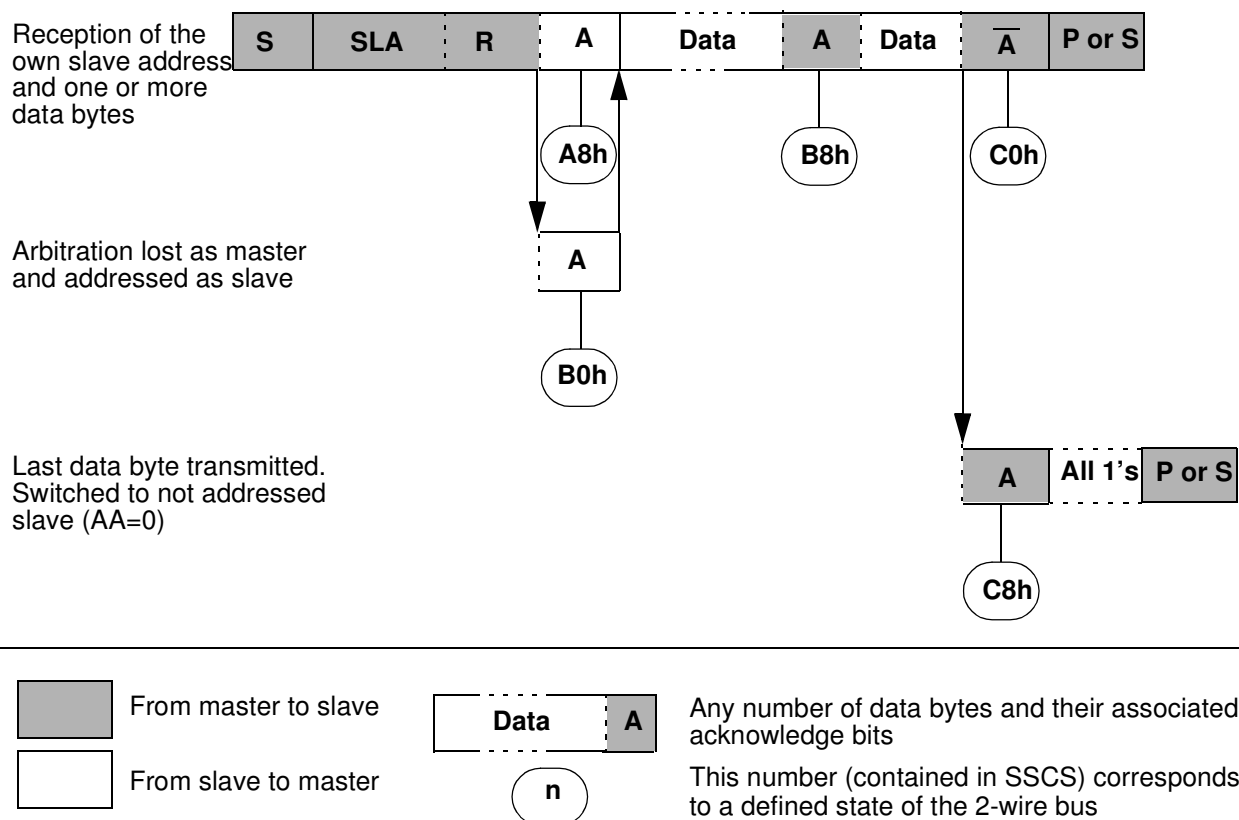 Reception of the
own slave address
and one or more
data bytes
S SLA R A Data A Data A̅ P or S
A8h B8h C0h
Arbitration lost as master
and addressed as slave
A
B0h
Last data byte transmitted.
Switched to not addressed
slave (AA=0)
A All 1's P or S
C8h
From master to slave
From slave to master
Data A
n
Any number of data bytes and their associated
acknowledge bits
This number (contained in SSCS) corresponds
to a defined state of the 2-wire bus